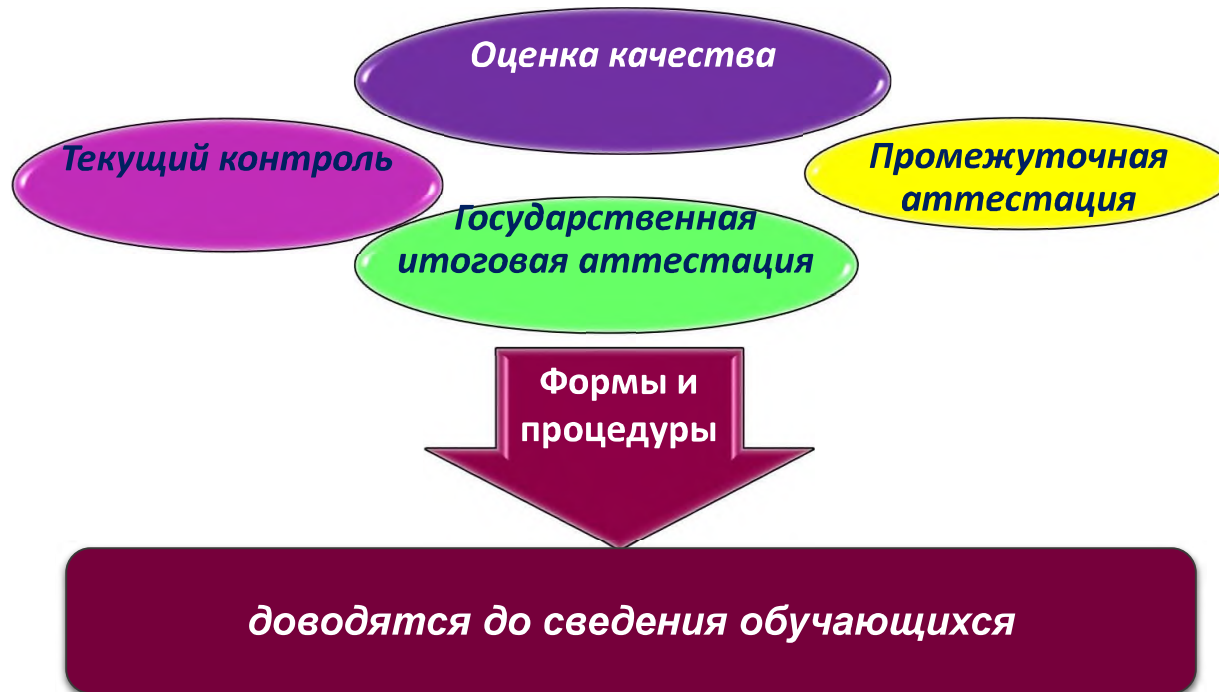 Оценка качества
Текущий контроль
Промежуточная
аттестация
Государственная
итоговая аттестация
Формы и
процедуры
доводятся до сведения обучающихся